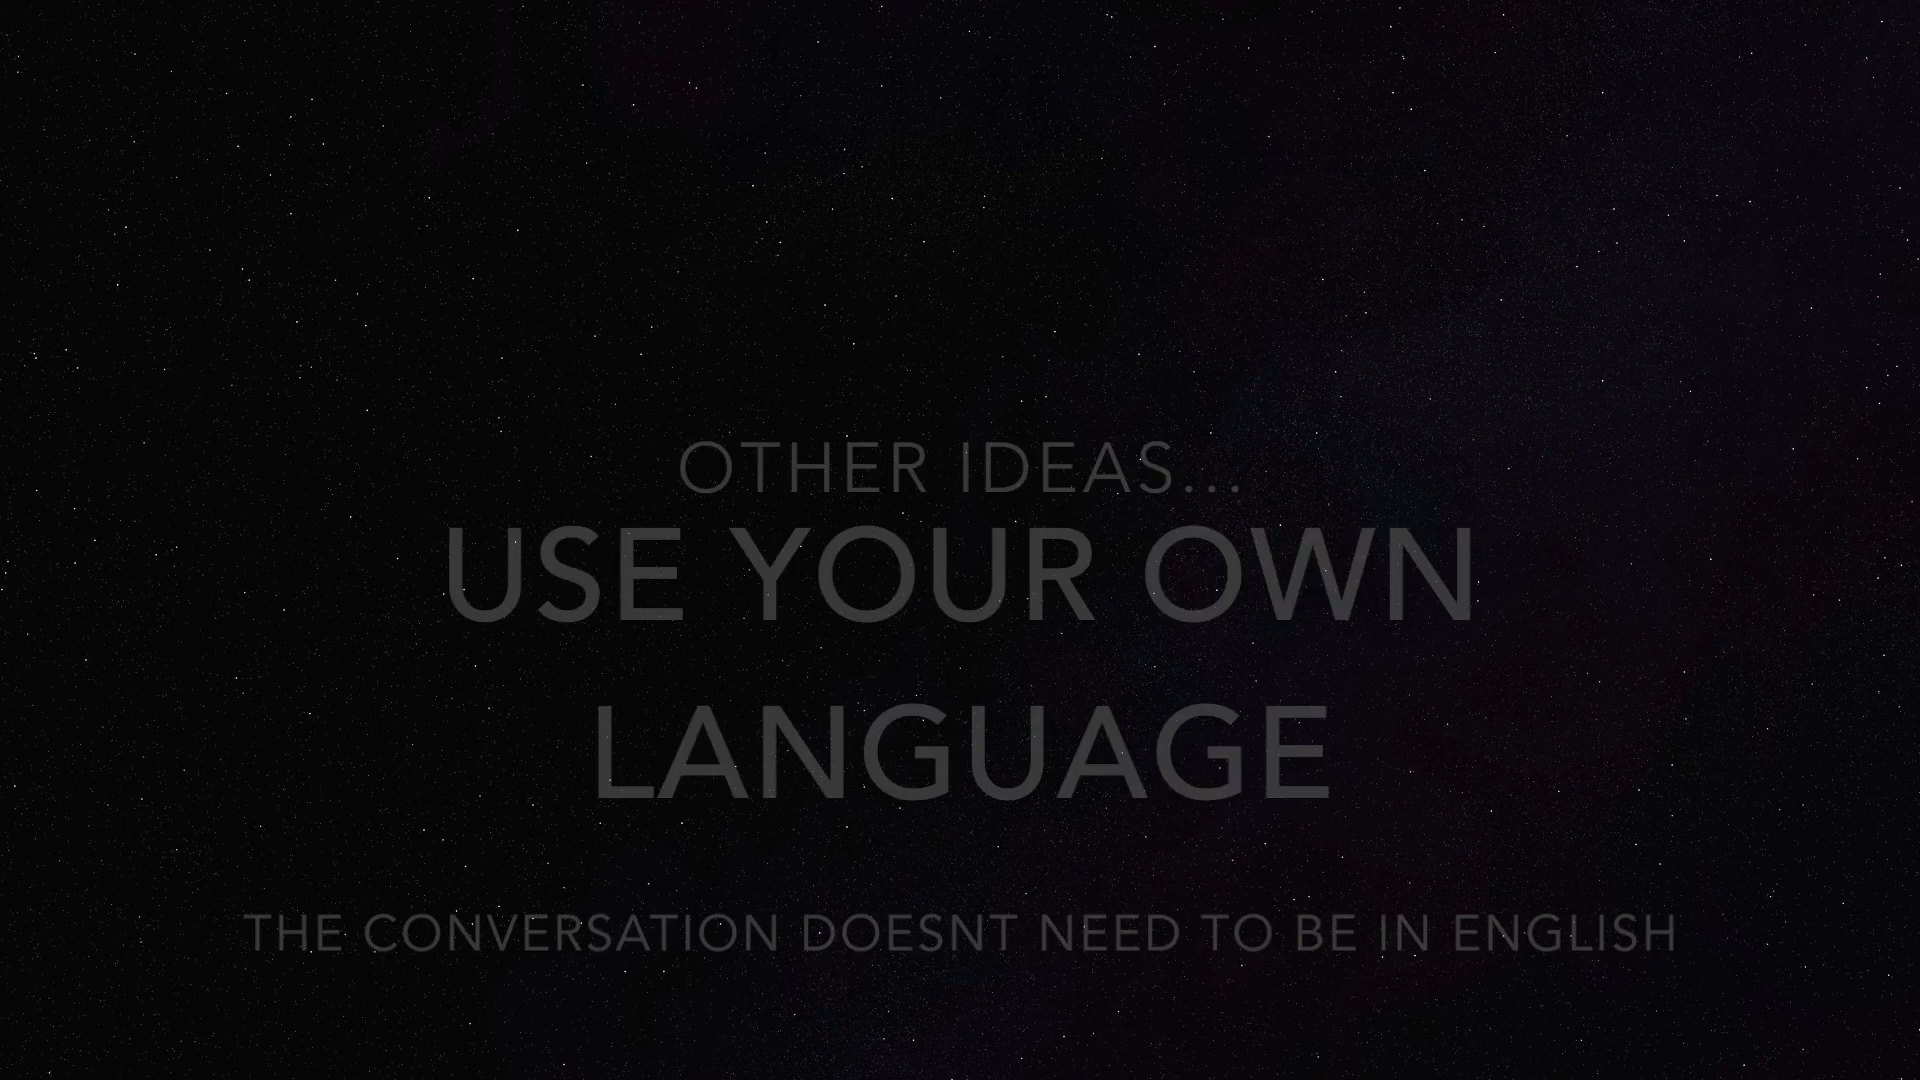 OTHER IDEAS...
USE YOUR OWN
LANGUAGE
THE CONVERSATION DOESNT NEED TO BE IN ENGLISH